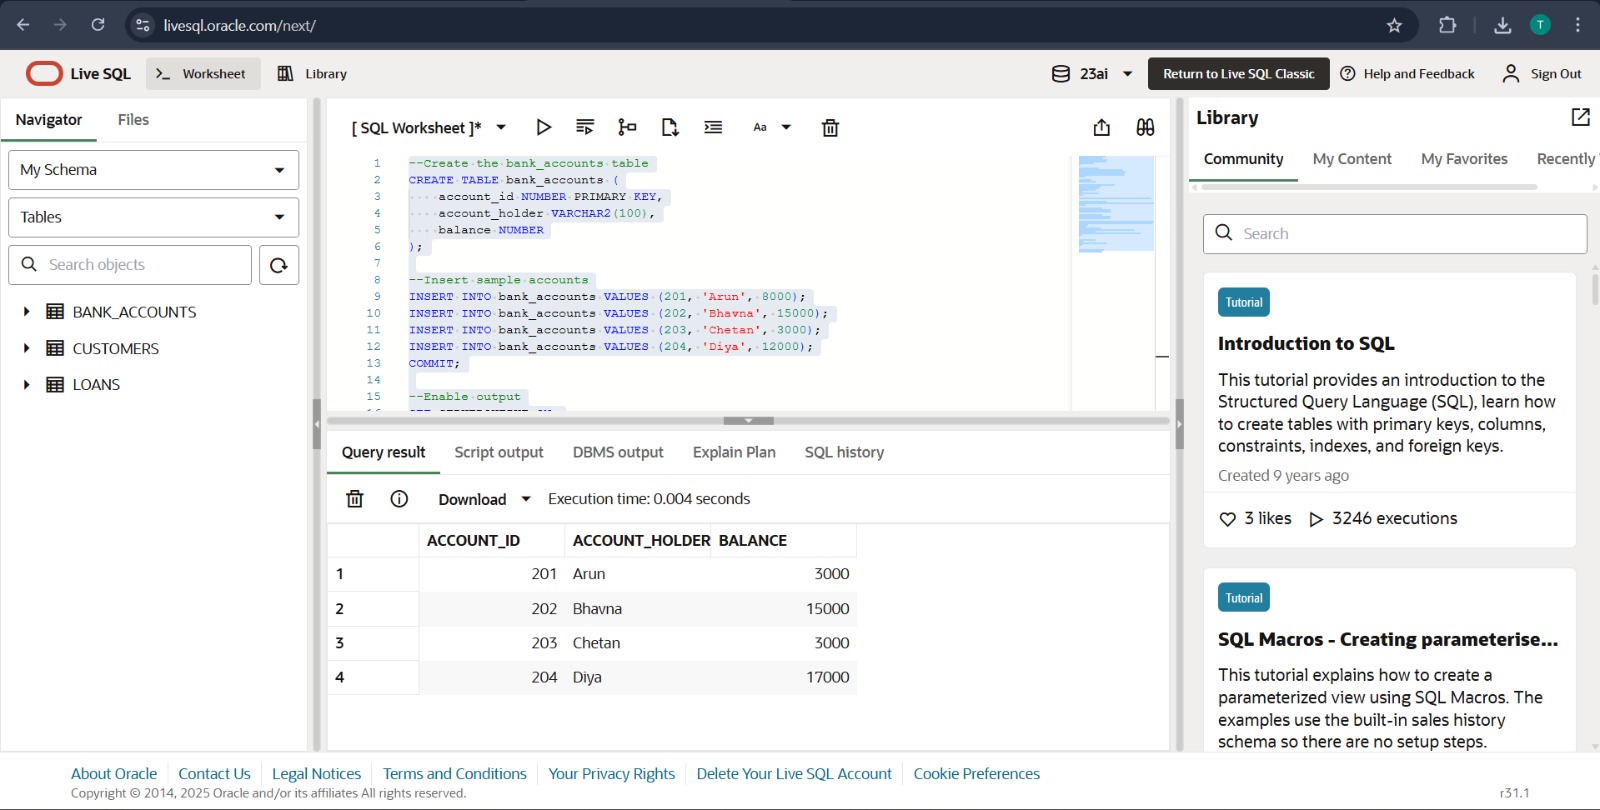 livesql.oracle.com/next/
T
Live SQL
Worksheet
Library
23ai
Return to Live SQL Classic
Help and Feedback
Sign Out
Navigator
Files
My Schema
Tables
Search objects
BANK_ACCOUNTS
CUSTOMERS
LOANS
[ SQL Worksheet ]*
Aa
1 --Create the bank_accounts table
2 CREATE TABLE bank_accounts (
3 account_id NUMBER PRIMARY KEY,
4 account_holder VARCHAR2(100),
5 balance NUMBER
6 );
7
8 --Insert sample accounts
9 INSERT INTO bank_accounts VALUES (201, 'Arun', 8000);
10 INSERT INTO bank_accounts VALUES (202, 'Bhavna', 15000);
11 INSERT INTO bank_accounts VALUES (203, 'Chetan', 3000);
12 INSERT INTO bank_accounts VALUES (204, 'Diya', 12000);
13 COMMIT;
14
15 --Enable output
Query result
Script output
DBMS output
Explain Plan
SQL history
Download
Execution time: 0.004 seconds
ACCOUNT_ID ACCOUNT_HOLDER BALANCE
1 201 Arun 3000
2 202 Bhavna 15000
3 203 Chetan 3000
4 204 Diya 17000
Library
Community
My Content
My Favorites
Recently
Search
Tutorial
Introduction to SQL
This tutorial provides an introduction to the
Structured Query Language (SQL), learn how
to create tables with primary keys, columns,
constraints, indexes, and foreign keys.
Created 9 years ago
3 likes
3246 executions
Tutorial
SQL Macros - Creating parameterise...
This tutorial explains how to create a
parameterized view using SQL Macros. The
examples use the built-in sales history
schema so there are no setup steps.
About Oracle
Contact Us
Legal Notices
Terms and Conditions
Your Privacy Rights
Delete Your Live SQL Account
Cookie Preferences
Copyright © 2014, 2025 Oracle and/or its affiliates All rights reserved.
r31.1